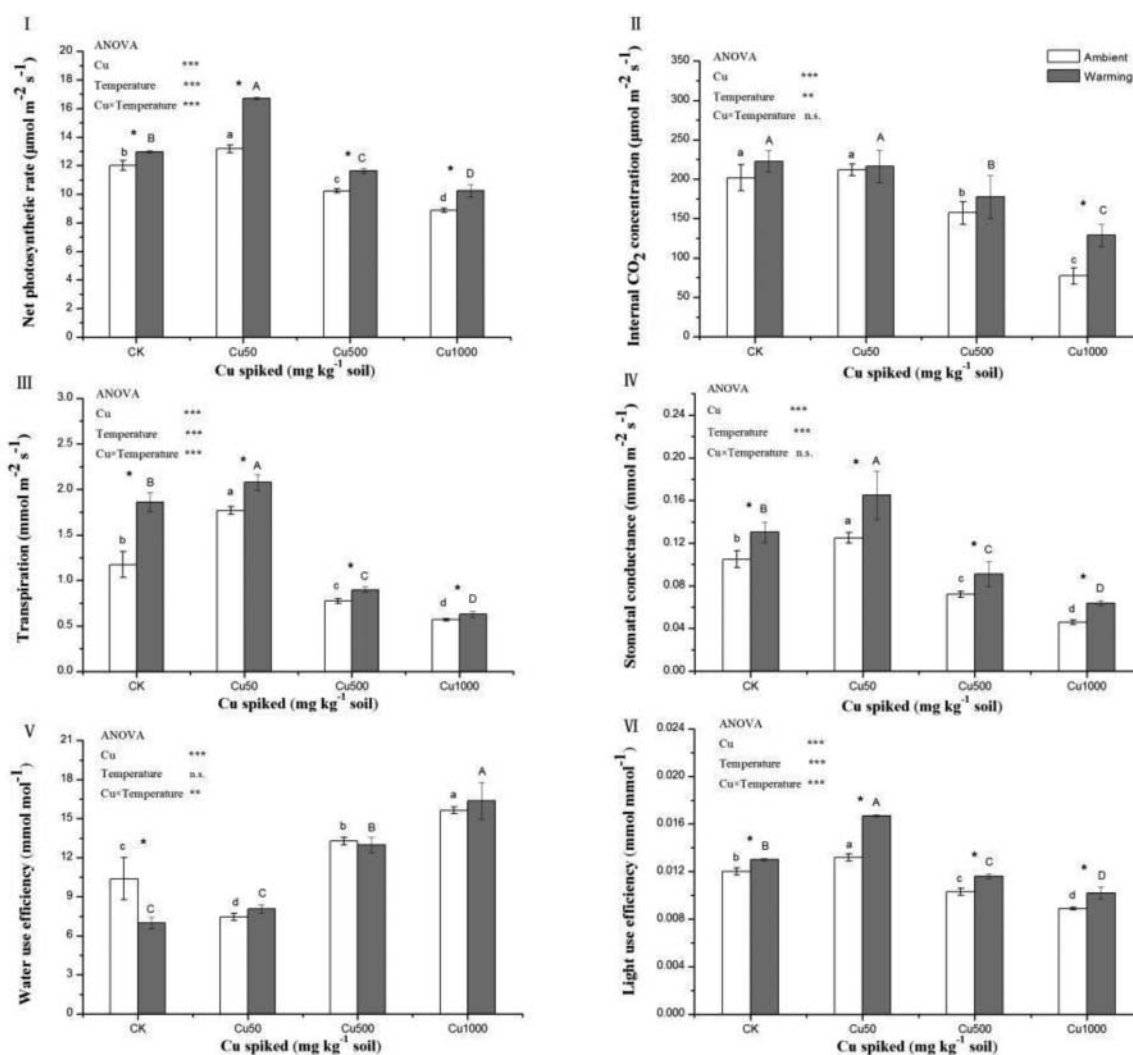 I
Net photosynthetic rate (μmol m⁻² s⁻¹)
20
18
16
14
12
10
8
6
4
2
0
ANOVA
Cu ***
Temperature ***
Cu×Temperature ***
b * B
a * A
c * C
d * D
CK Cu50 Cu500 Cu1000
Cu spiked (mg kg⁻¹ soil)
II
Internal CO₂ concentration (μmol m⁻² s⁻¹)
350
300
250
200
150
100
50
0
ANOVA
Cu ***
Temperature **
Cu×Temperature n.s.
Ambient
Warming
a A
a A
b B
c * C
CK Cu50 Cu500 Cu1000
Cu spiked (mg kg⁻¹ soil)
III
Transpiration (mmol m⁻² s⁻¹)
3.0
2.5
2.0
1.5
1.0
0.5
0.0
ANOVA
Cu ***
Temperature ***
Cu×Temperature ***
b * B
a * A
c * C
d * D
CK Cu50 Cu500 Cu1000
Cu spiked (mg kg⁻¹ soil)
IV
Stomatal conductance (mmol m⁻² s⁻¹)
0.24
0.20
0.16
0.12
0.08
0.04
0.00
ANOVA
Cu ***
Temperature ***
Cu×Temperature n.s.
b * B
a * A
c * C
d * D
CK Cu50 Cu500 Cu1000
Cu spiked (mg kg⁻¹ soil)
V
Water use efficiency (mmol mol⁻¹)
21
18
15
12
9
6
3
0
ANOVA
Cu ***
Temperature n.s.
Cu×Temperature **
c * C
d C
b B
a A
CK Cu50 Cu500 Cu1000
Cu spiked (mg kg⁻¹ soil)
VI
Light use efficiency (mmol mmol⁻¹)
0.024
0.020
0.016
0.012
0.008
0.004
0.000
ANOVA
Cu ***
Temperature ***
Cu×Temperature ***
b * B
a * A
c * C
d * D
CK Cu50 Cu500 Cu1000
Cu spiked (mg kg⁻¹ soil)